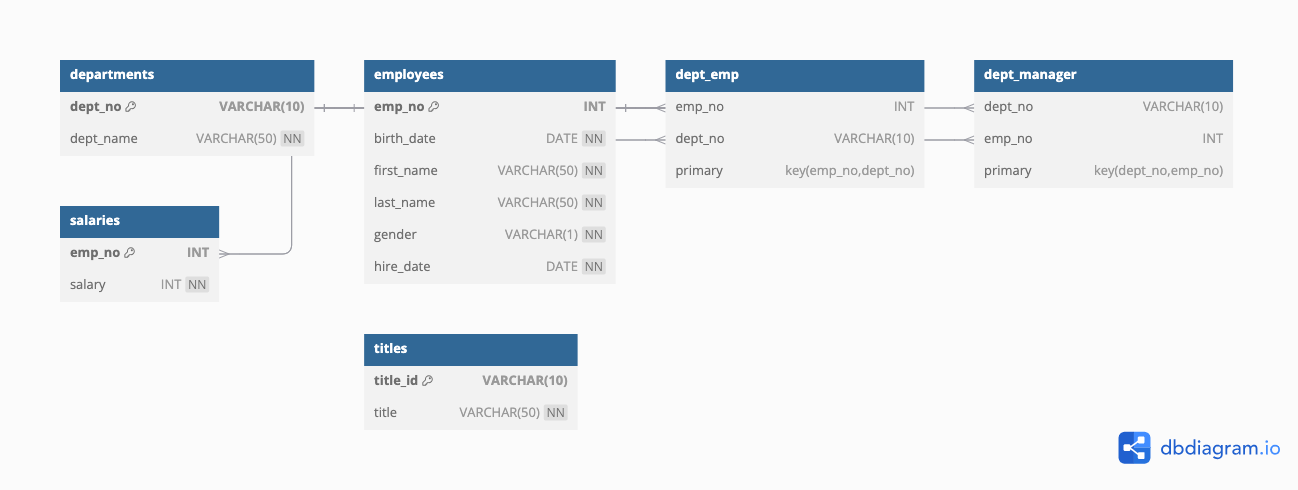 departments
dept_no VARCHAR(10)
dept_name VARCHAR(50) NN
salaries
emp_no INT
salary INT NN
employees
emp_no INT
birth_date DATE NN
first_name VARCHAR(50) NN
last_name VARCHAR(50) NN
gender VARCHAR(1) NN
hire_date DATE NN
titles
title_id VARCHAR(10)
title VARCHAR(50) NN
dept_emp
emp_no INT
dept_no VARCHAR(10)
primary key(emp_no,dept_no)
dept_manager
dept_no VARCHAR(10)
emp_no INT
primary key(dept_no,emp_no)
dbdiagram.io